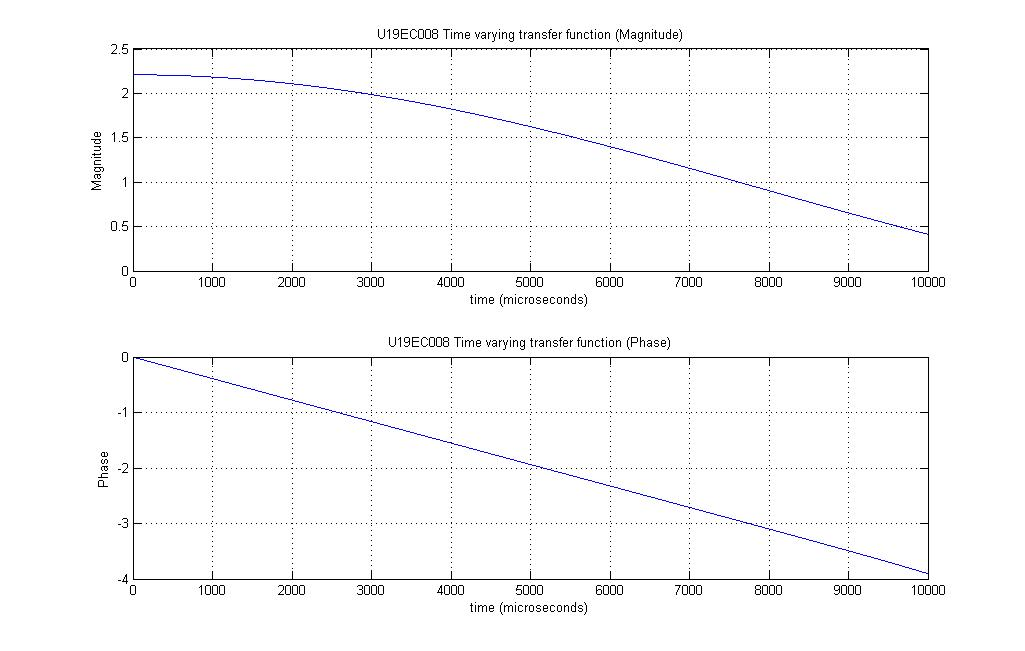 U19EC008 Time varying transfer function (Magnitude)
2.5
2
1.5
1
0.5
0
Magnitude
0 1000 2000 3000 4000 5000 6000 7000 8000 9000 10000
time (microseconds)
U19EC008 Time varying transfer function (Phase)
0
-1
-2
-3
-4
Phase
0 1000 2000 3000 4000 5000 6000 7000 8000 9000 10000
time (microseconds)